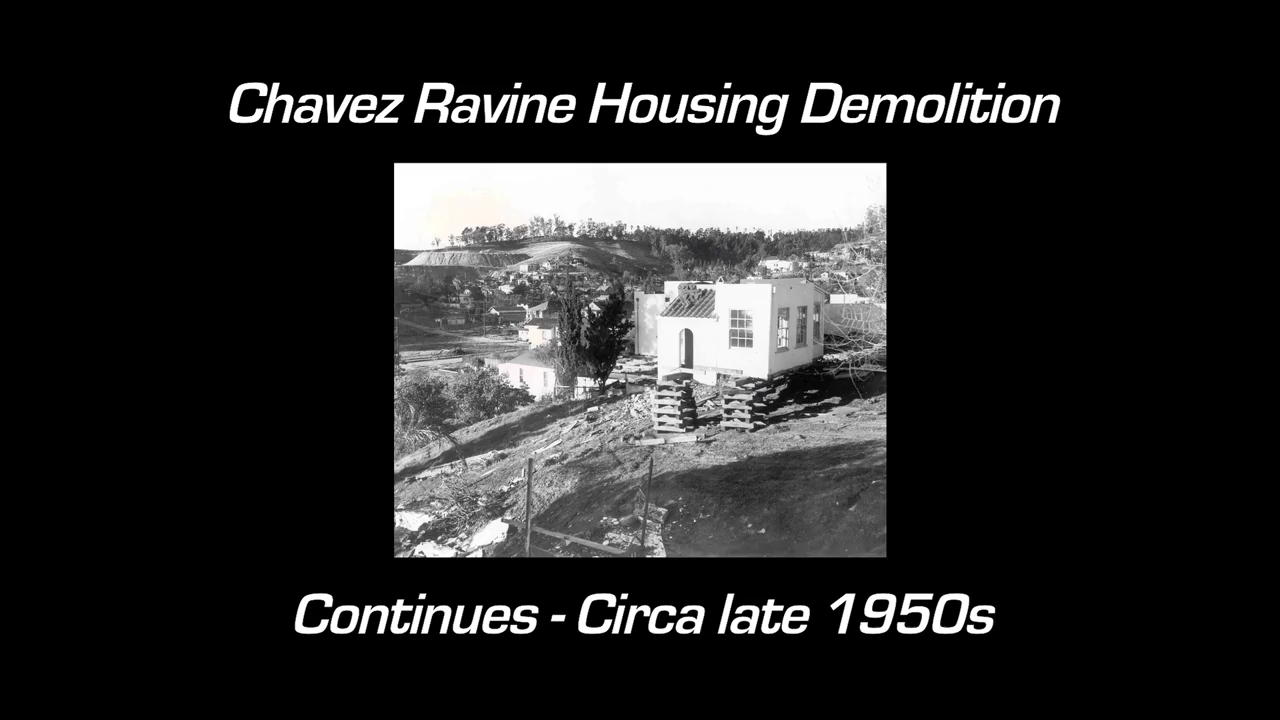 Chavez Ravine Housing Demolition
Continues - Circa late 1950s